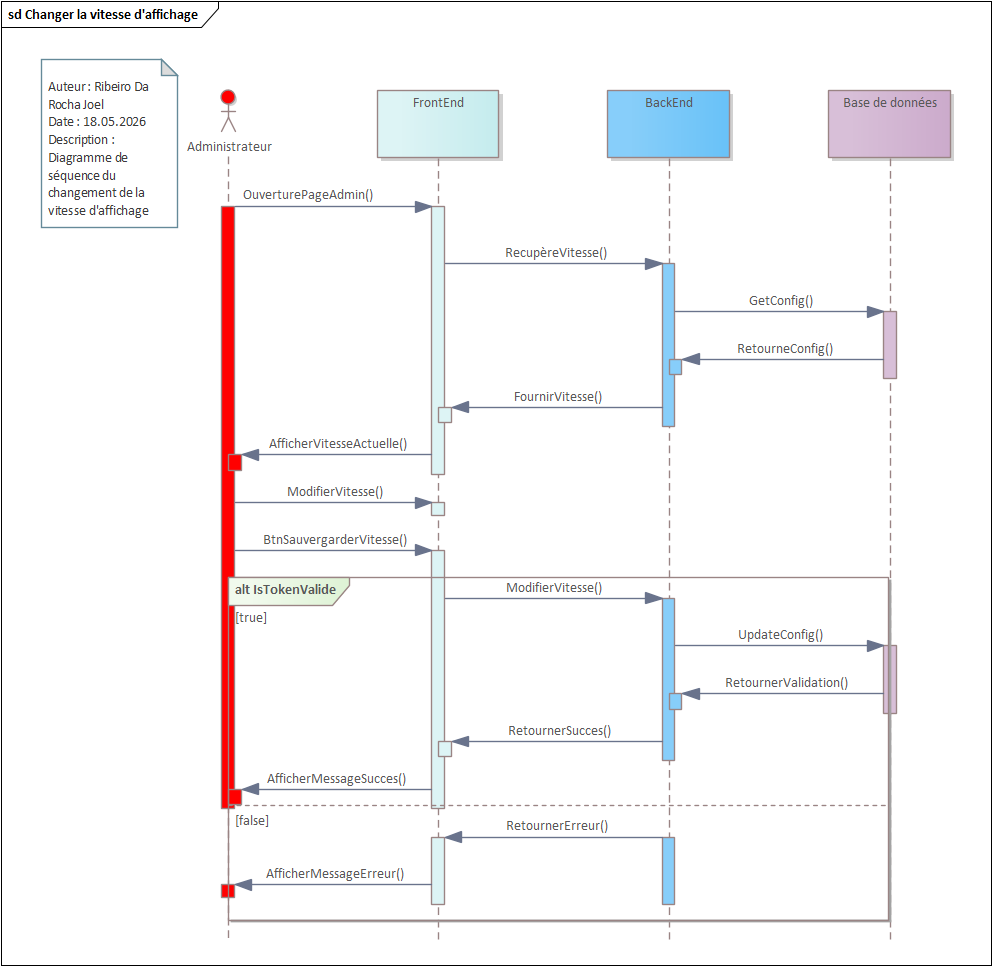 sd Changer la vitesse d'affichage
Auteur : Ribeiro Da
Rocha Joel
Date : 18.05.2026
Description :
Diagramme de
séquence du
changement de la
vitesse d'affichage
Administrateur
FrontEnd
BackEnd
Base de données
OuverturePageAdmin()
RecupèreVitesse()
GetConfig()
RetourneConfig()
FournirVitesse()
AfficherVitesseActuelle()
ModifierVitesse()
BtnSauvergarderVitesse()
alt IsTokenValide
[true]
ModifierVitesse()
UpdateConfig()
RetournerValidation()
RetournerSucces()
AfficherMessageSucces()
[false]
RetournerErreur()
AfficherMessageErreur()